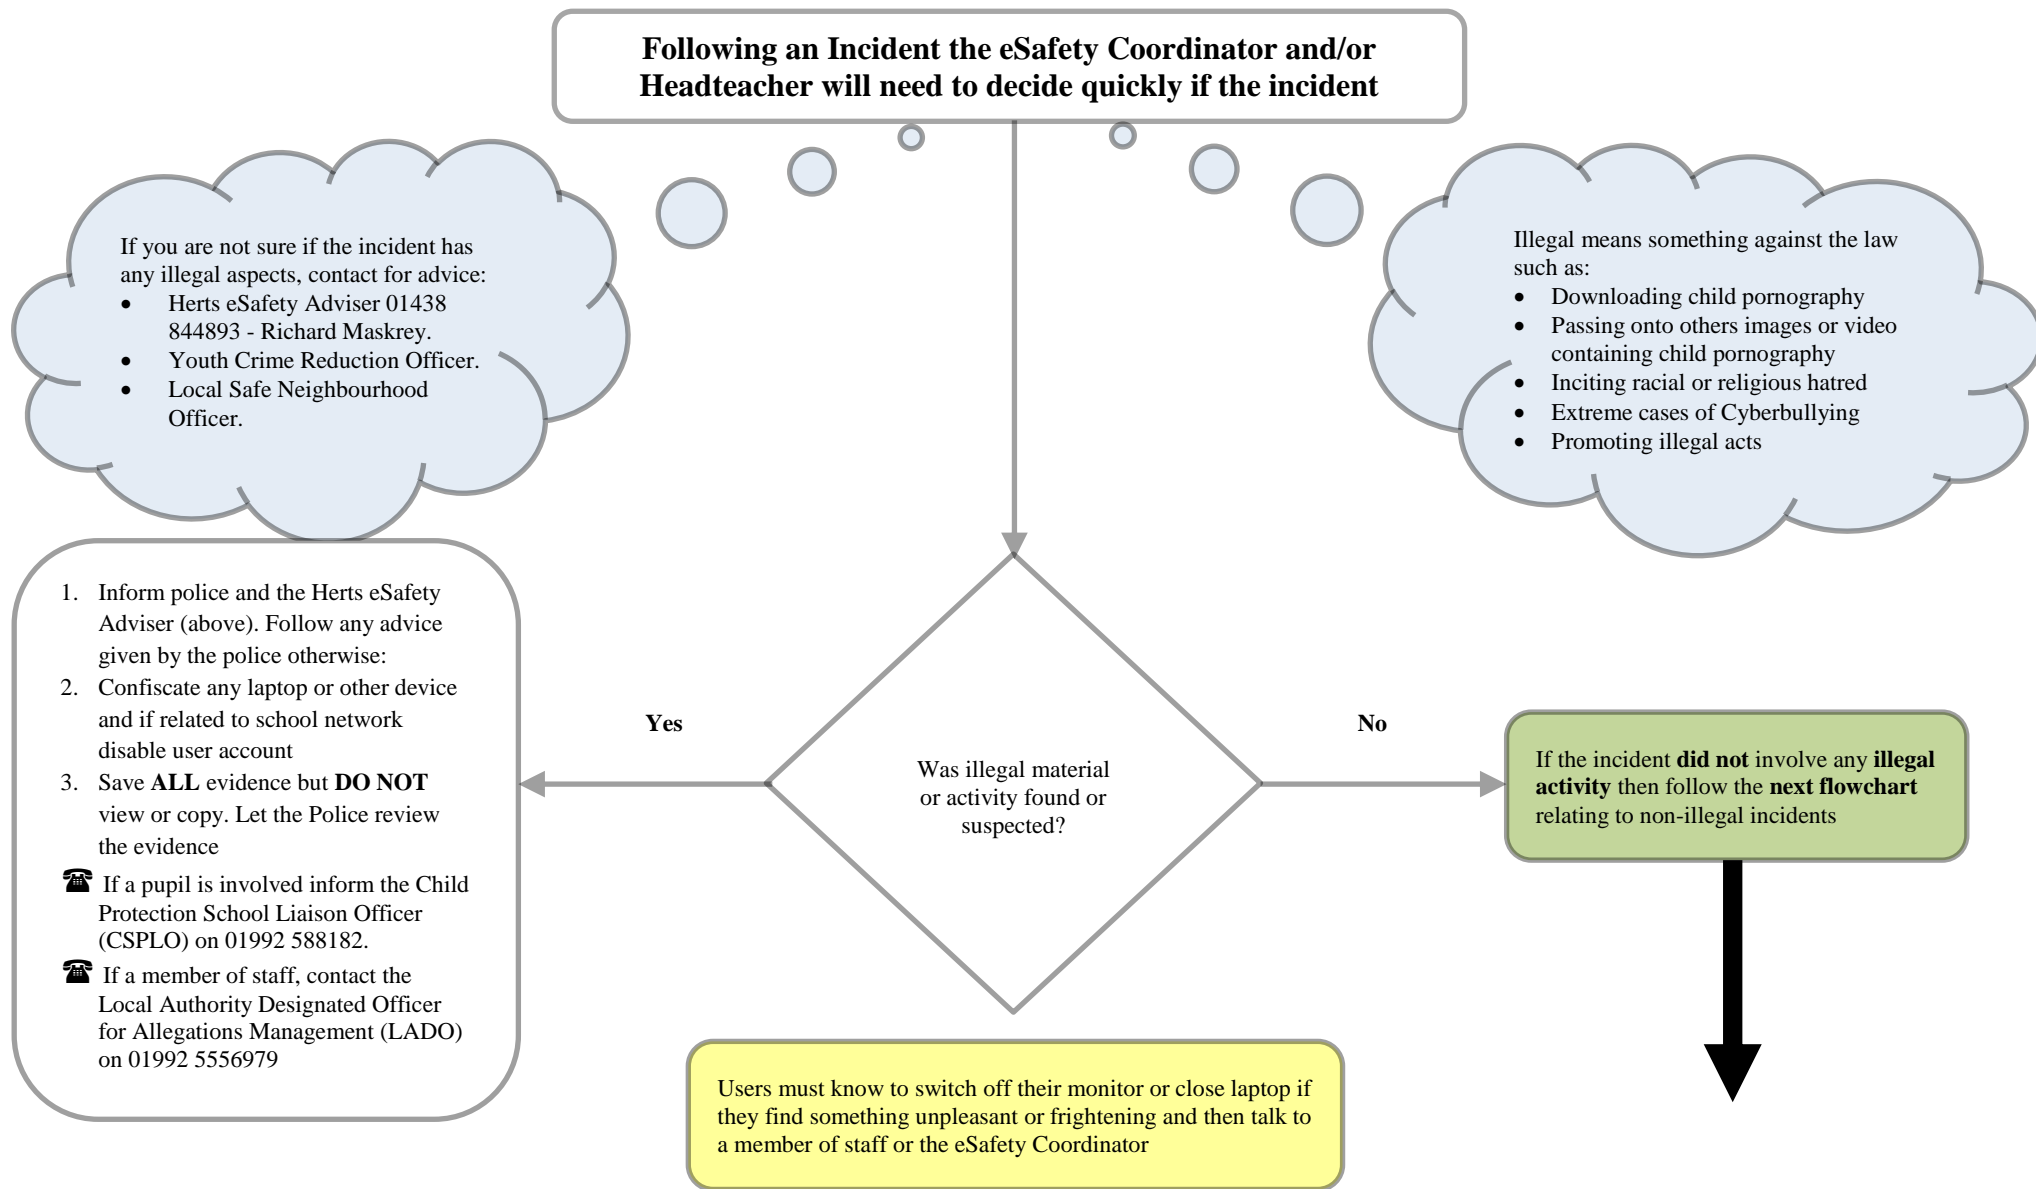 Following an Incident the eSafety Coordinator and/or
Headteacher will need to decide quickly if the incident
If you are not sure if the incident has
any illegal aspects, contact for advice:
• Herts eSafety Adviser 01438
844893 - Richard Maskrey.
• Youth Crime Reduction Officer.
• Local Safe Neighbourhood
Officer.
Illegal means something against the law
such as:
• Downloading child pornography
• Passing onto others images or video
containing child pornography
• Inciting racial or religious hatred
• Extreme cases of Cyberbullying
• Promoting illegal acts
1. Inform police and the Herts eSafety
Adviser (above). Follow any advice
given by the police otherwise:
2. Confiscate any laptop or other device
and if related to school network
disable user account
3. Save ALL evidence but DO NOT
view or copy. Let the Police review
the evidence
☎ If a pupil is involved inform the Child
Protection School Liaison Officer
(CSPLO) on 01992 588182.
☎ If a member of staff, contact the
Local Authority Designated Officer
for Allegations Management (LADO)
on 01992 5556979
Yes
Was illegal material
or activity found or
suspected?
No
If the incident did not involve any illegal
activity then follow the next flowchart
relating to non-illegal incidents
Users must know to switch off their monitor or close laptop if
they find something unpleasant or frightening and then talk to
a member of staff or the eSafety Coordinator